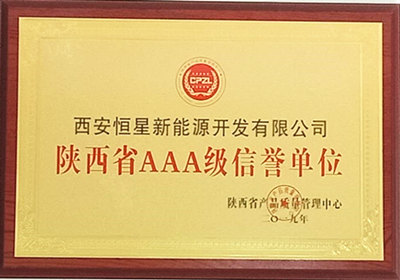 CPZL
西安恒星新能源开发有限公司
陕西省AAA级信誉单位
陕西省产品质量管理中心
二〇一九年